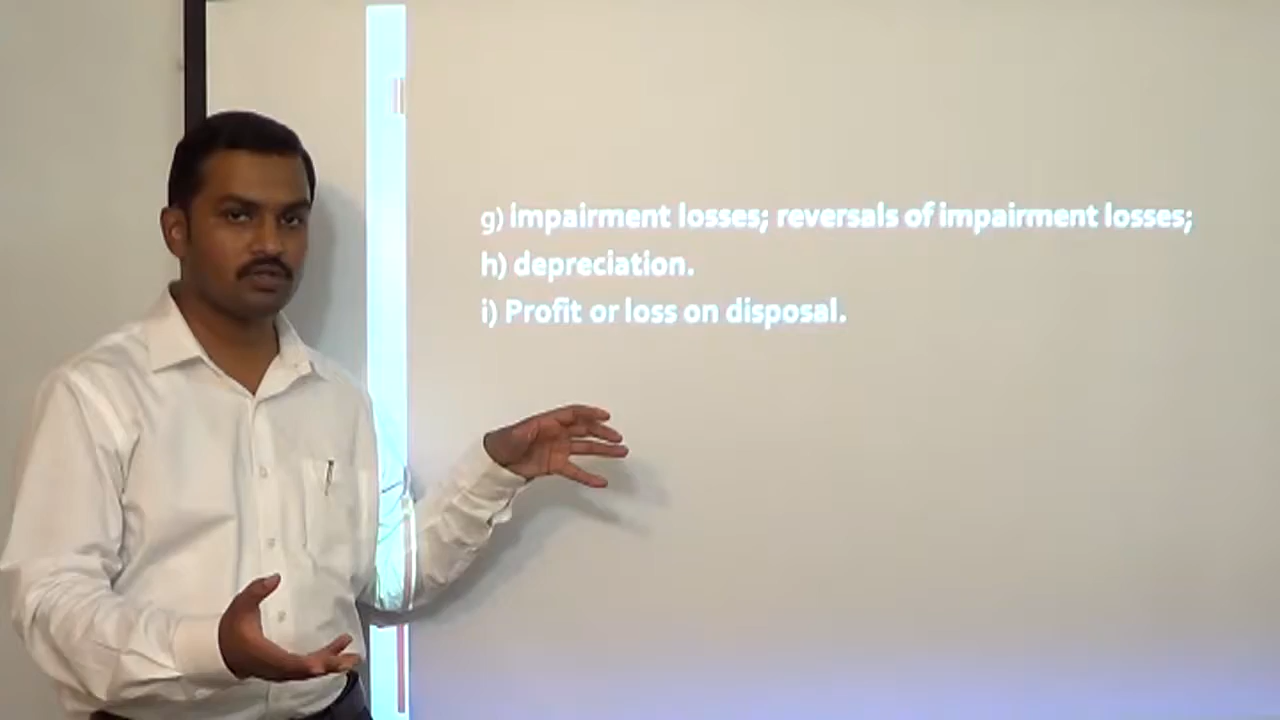 g) impairment losses; reversals of impairment losses;
h) depreciation.
i) Profit or loss on disposal.